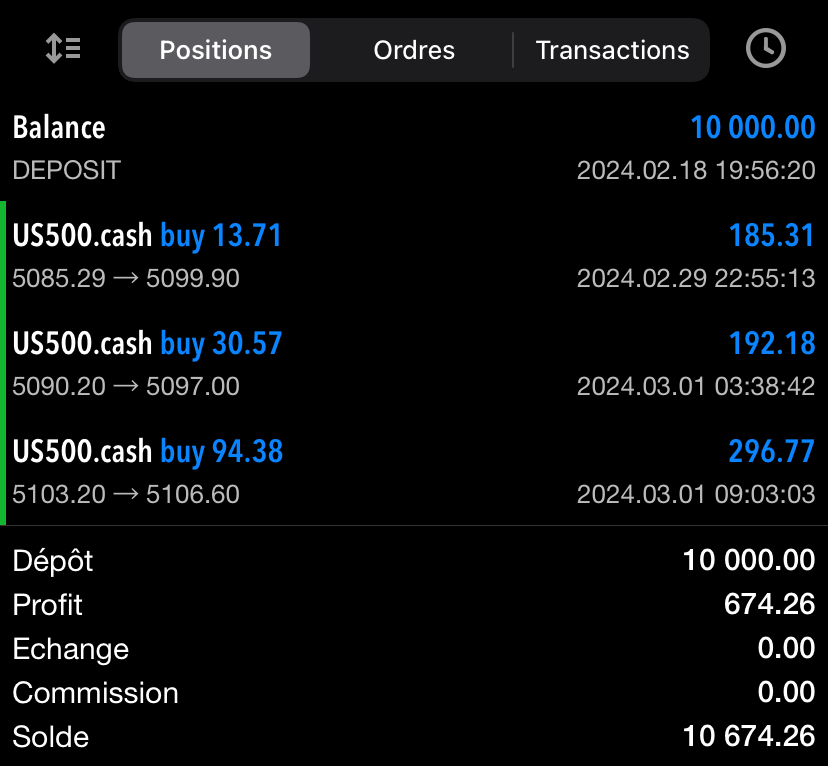 Positions Ordres Transactions
Balance 10 000.00
DEPOSIT 2024.02.18 19:56:20
US500.cash buy 13.71 185.31
5085.29 → 5099.90 2024.02.29 22:55:13
US500.cash buy 30.57 192.18
5090.20 → 5097.00 2024.03.01 03:38:42
US500.cash buy 94.38 296.77
5103.20 → 5106.60 2024.03.01 09:03:03
Dépôt 10 000.00
Profit 674.26
Echange 0.00
Commission 0.00
Solde 10 674.26